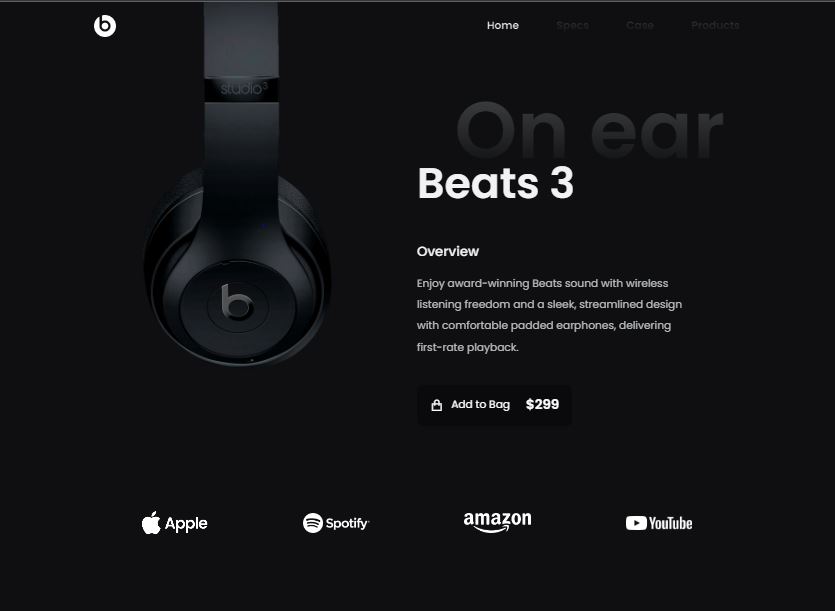 Home Specs Case Products
studio3
On ear
Beats 3
Overview
Enjoy award-winning Beats sound with wireless
listening freedom and a sleek, streamlined design
with comfortable padded earphones, delivering
first-rate playback.
Add to Bag $299
Apple Spotify amazon YouTube